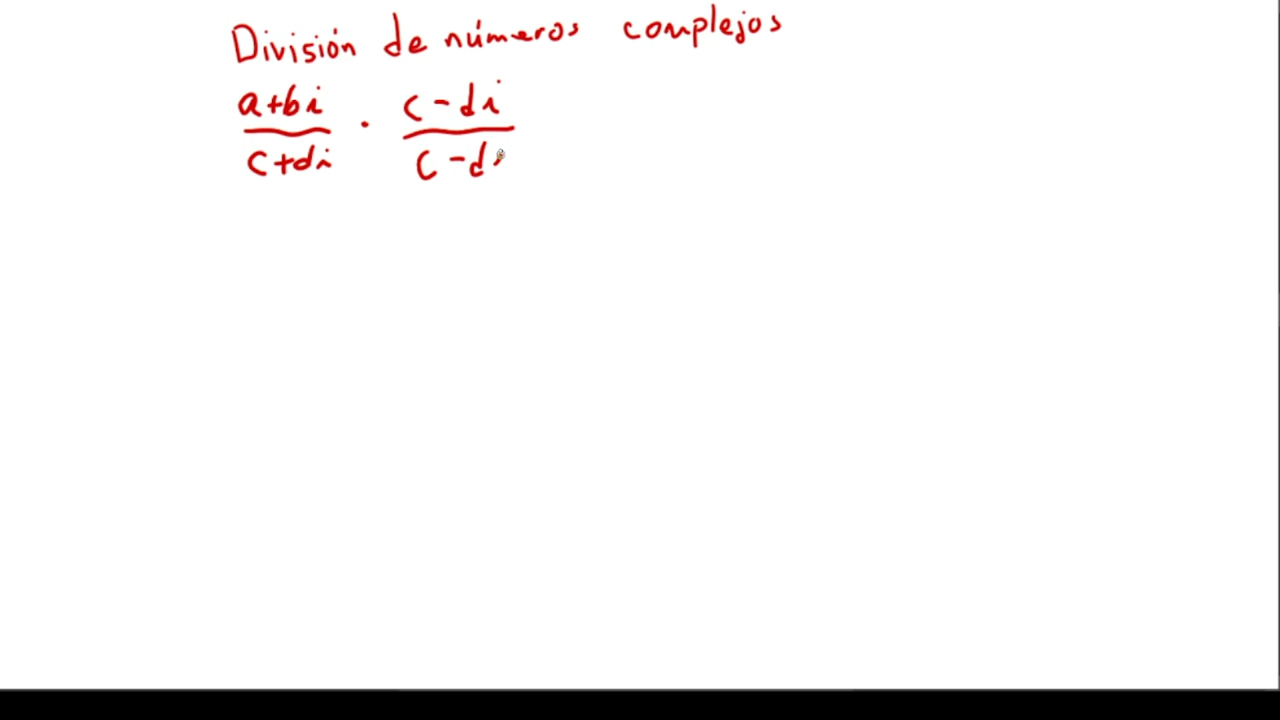 División de números complejos
a+bi / c+di · c-di / c-di